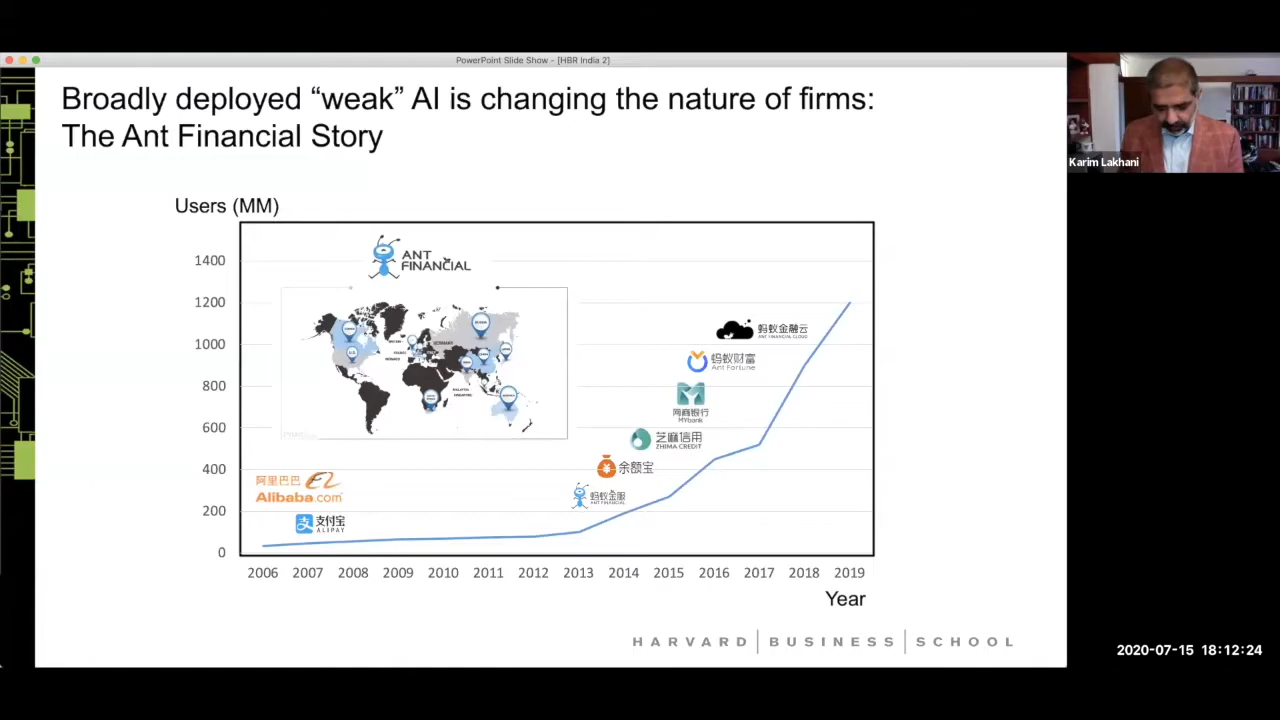 PowerPoint Slide Show - [HBR India 2]
Broadly deployed “weak” AI is changing the nature of firms:
The Ant Financial Story
Karim Lakhani
Users (MM)
1400
1200
1000
800
600
400
200
0
ANT
FINANCIAL
蚂蚁金融云
ANT FINANCIAL CLOUD
蚂蚁财富
Ant Fortune
网商银行
MYbank
芝麻信用
ZHIMA CREDIT
余额宝
蚂蚁金服
ANT FINANCIAL
阿里巴巴
Alibaba.com
支 支付宝
ALIPAY
2006 2007 2008 2009 2010 2011 2012 2013 2014 2015 2016 2017 2018 2019
Year
HARVARD | BUSINESS | SCHOOL
2020-07-15 18:12:24